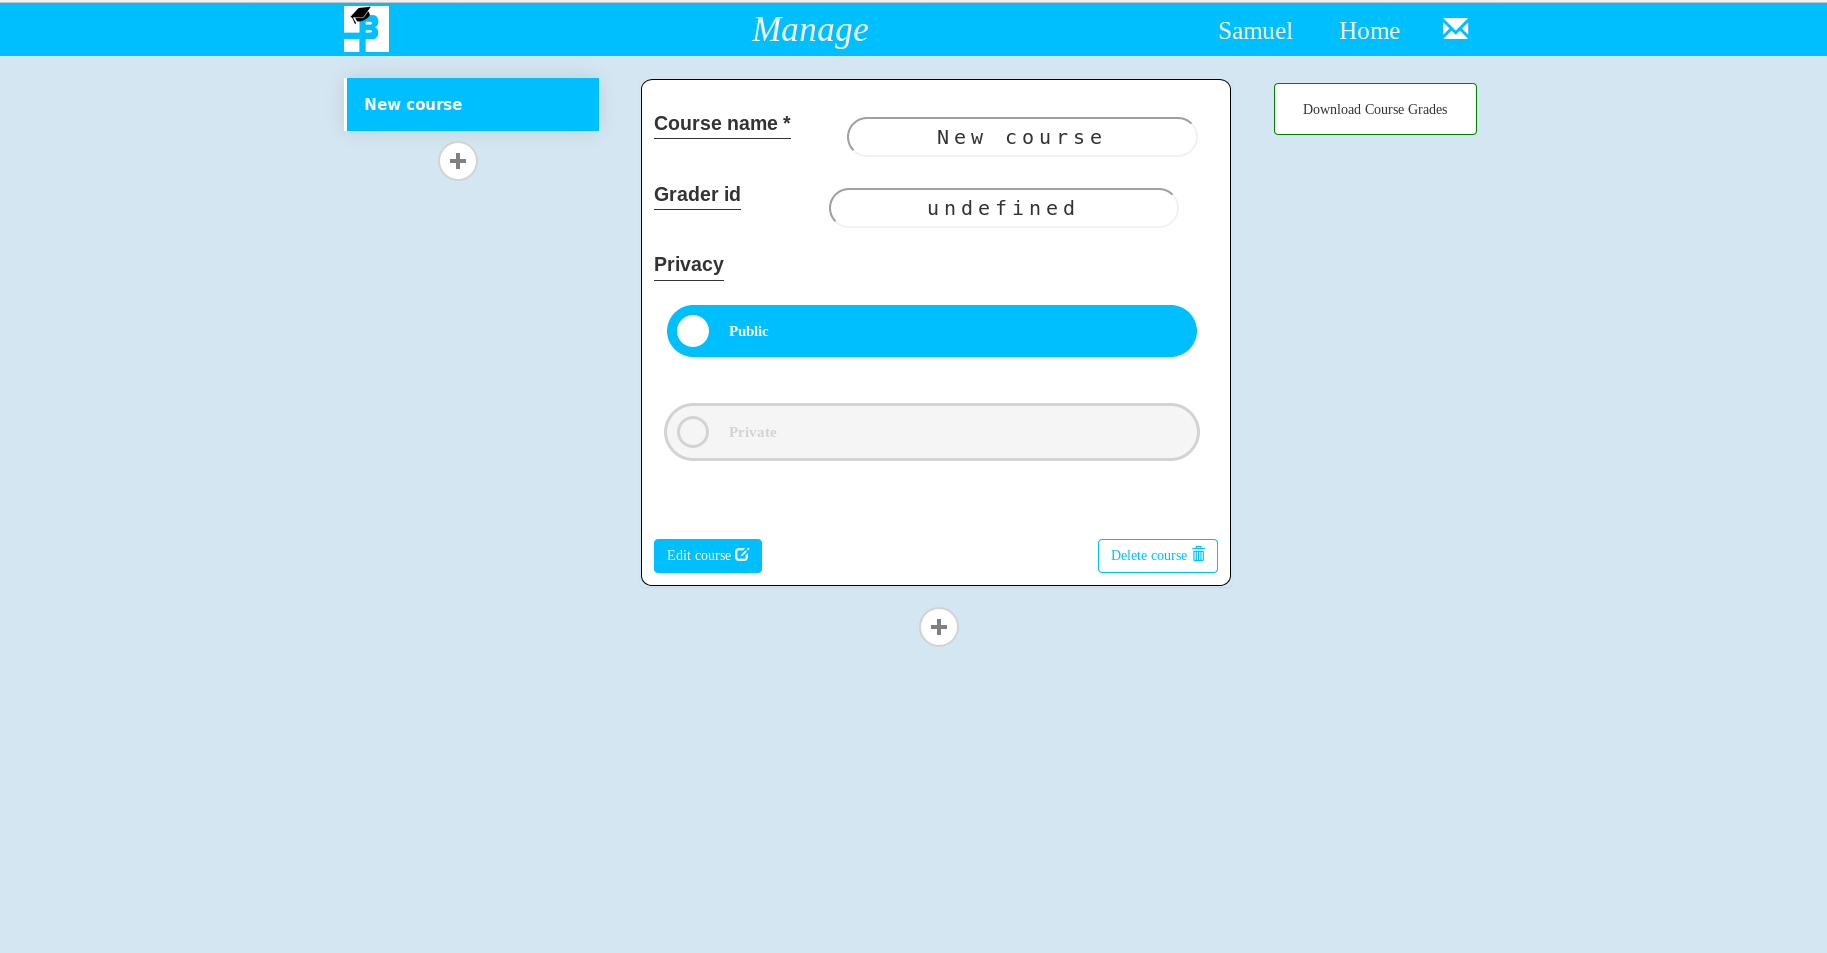 B
Manage
Samuel
Home
New course
Course name *
New course
Grader id
undefined
Privacy
Public
Private
Edit course
Delete course
Download Course Grades